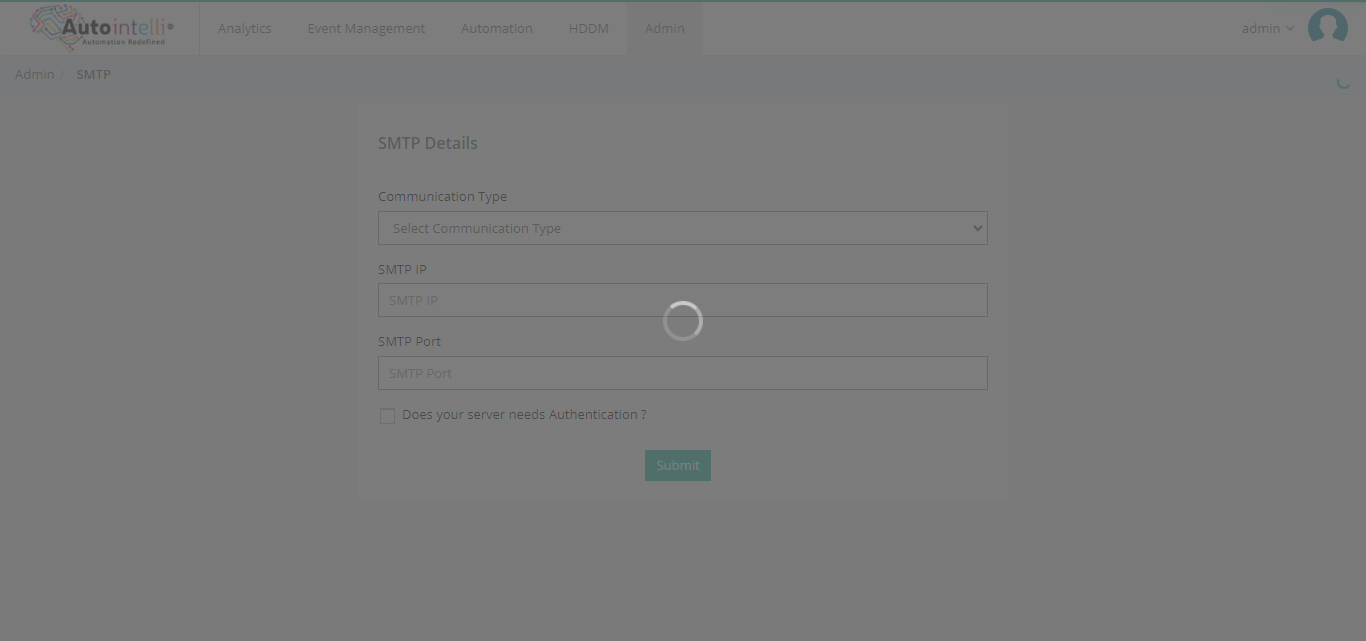 Autointelli
Automation Redefined
Analytics
Event Management
Automation
HDDM
Admin
admin
Admin / SMTP
SMTP Details
Communication Type
Select Communication Type
SMTP IP
SMTP IP
SMTP Port
SMTP Port
Does your server needs Authentication ?
Submit